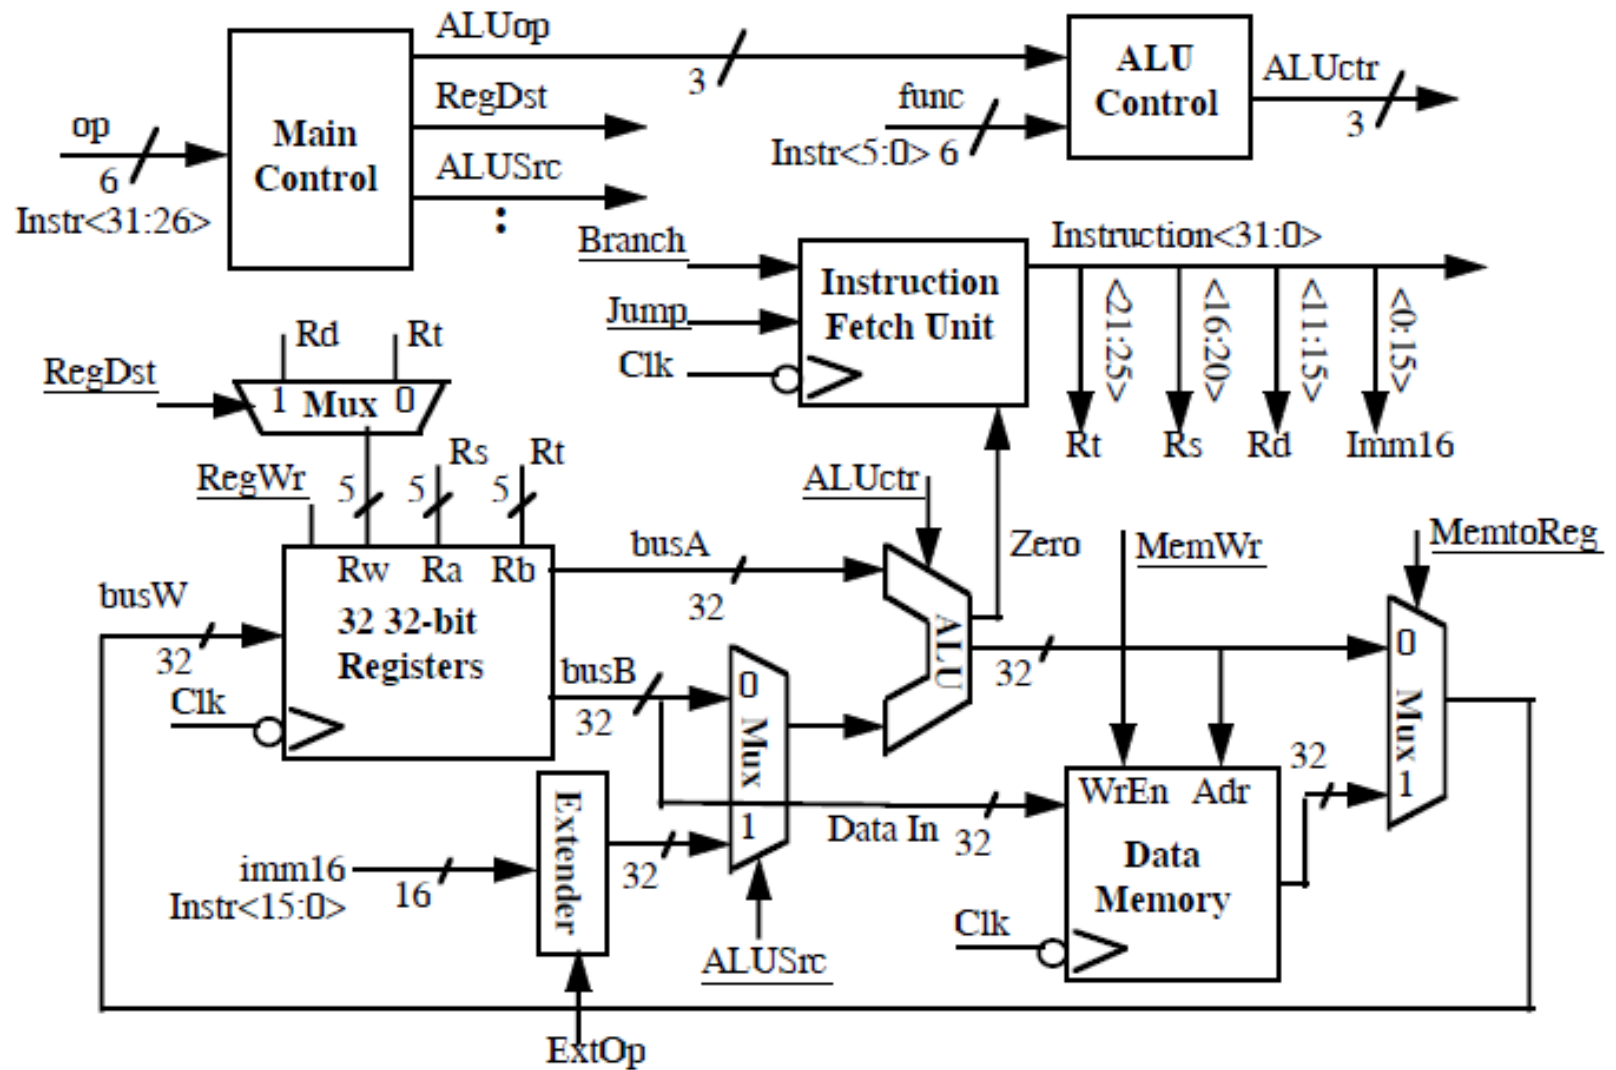 ALUop
3
RegDst
ALUSrc
⋮
op
6
Instr<31:26>
Main
Control
func
Instr<5:0> 6
ALU
Control
ALUctr
3
Branch
Jump
Clk
Instruction
Fetch Unit
Instruction<31:0>
<21:25>
<16:20>
<11:15>
<0:15>
Rt
Rs
Rd
Imm16
Rd
Rt
RegDst
1 Mux 0
RegWr
5
5
Rs
5
Rt
Rw Ra Rb
32 32-bit
Registers
busW
32
Clk
busA
32
busB
32
0
Mux
1
ALUctr
ALU
Zero
32
MemWr
MemtoReg
0
Mux
1
32
WrEn Adr
Data
Memory
Data In
32
Clk
imm16
Instr<15:0>
16
Extender
32
ALUSrc
ExtOp